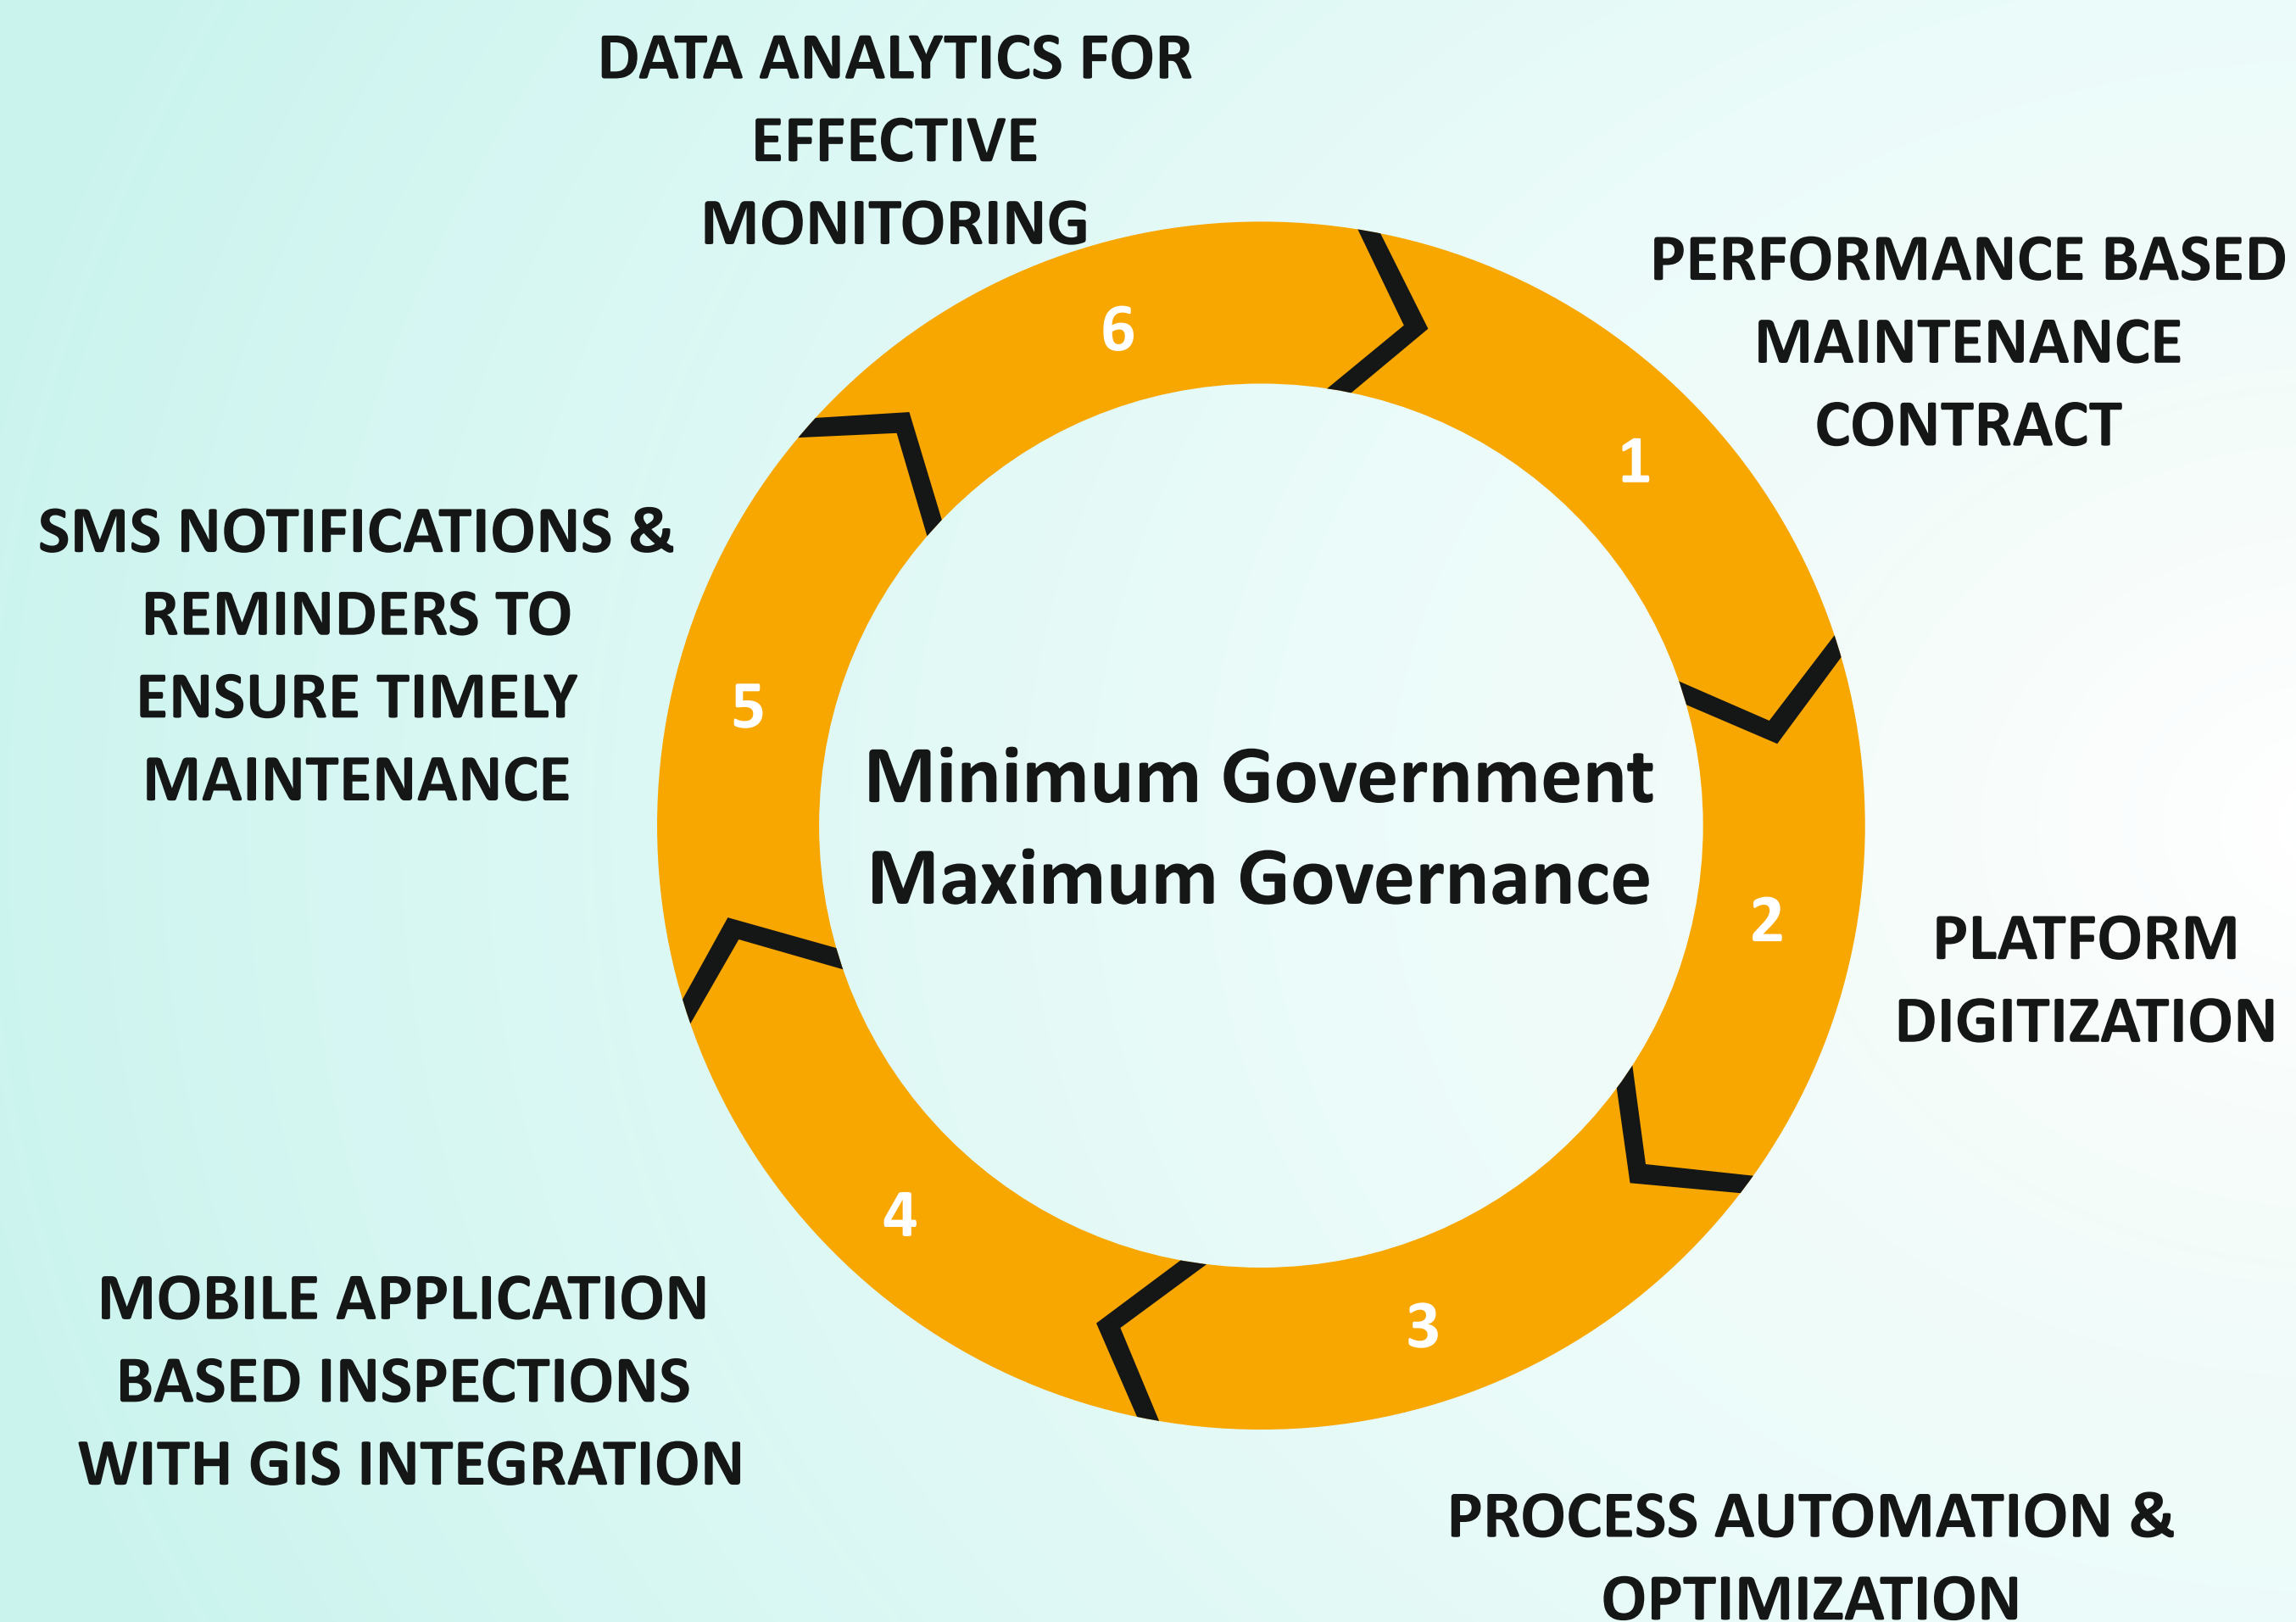 DATA ANALYTICS FOR
EFFECTIVE
MONITORING
6
PERFORMANCE BASED
MAINTENANCE
CONTRACT
1
SMS NOTIFICATIONS &
REMINDERS TO
ENSURE TIMELY
MAINTENANCE
5
Minimum Government
Maximum Governance
2
PLATFORM
DIGITIZATION
4
MOBILE APPLICATION
BASED INSPECTIONS
WITH GIS INTEGRATION
3
PROCESS AUTOMATION &
OPTIMIZATION